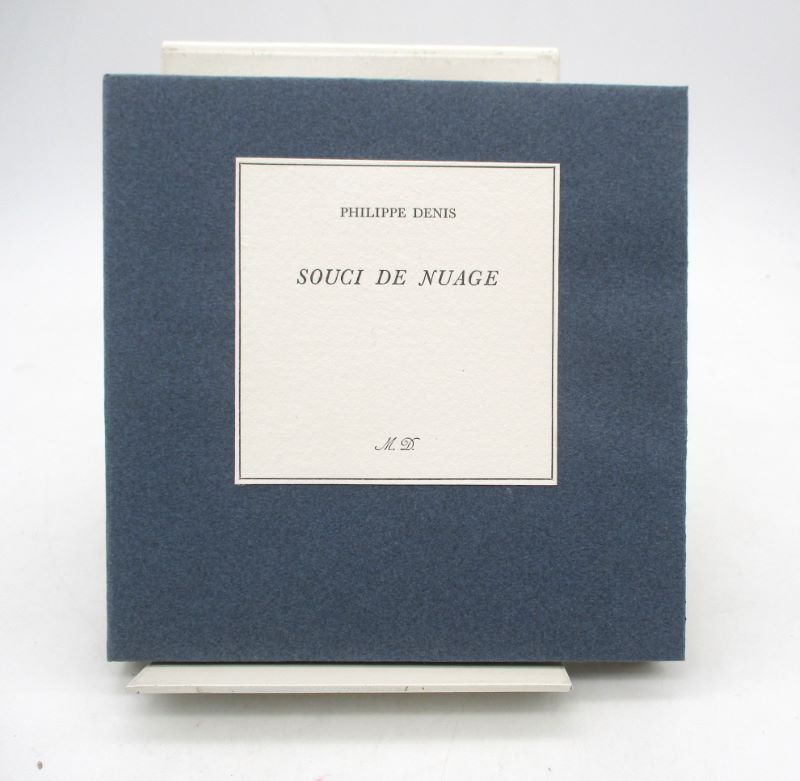 PHILIPPE DENIS
SOUCI DE NUAGE
M. D.